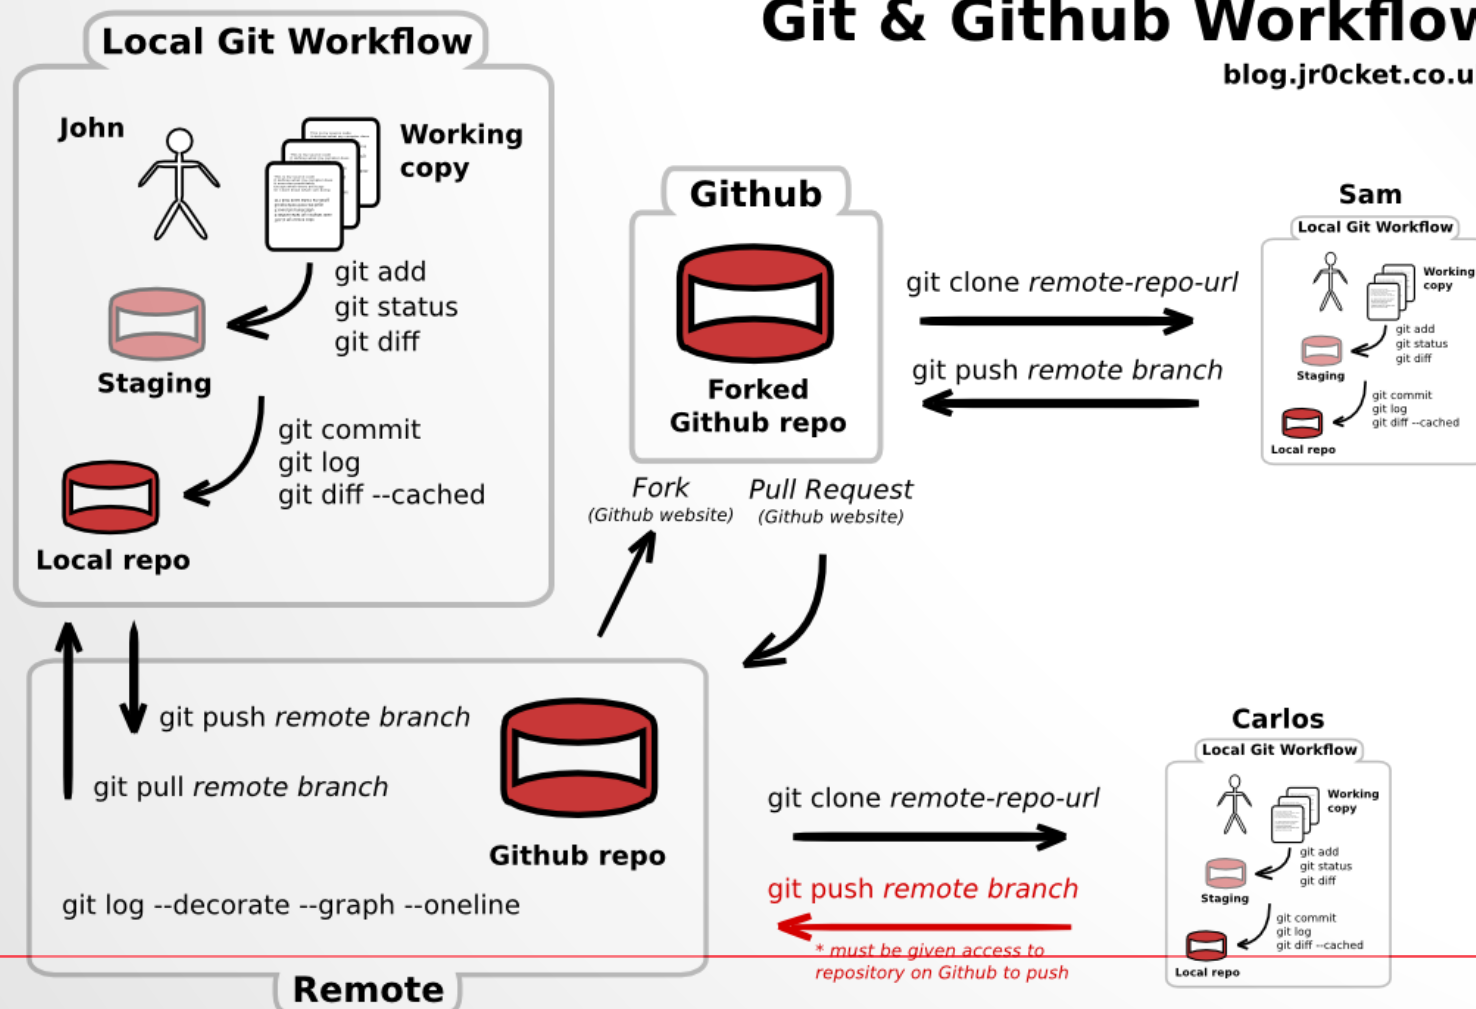 Git & Github Workflow
blog.jr0cket.co.u
Local Git Workflow
John
Working
copy
git add
git status
git diff
Staging
git commit
git log
git diff --cached
Local repo
Github
Forked
Github repo
git clone remote-repo-url
git push remote branch
Sam
Local Git Workflow
Working
copy
git add
git status
git diff
Staging
git commit
git log
git diff --cached
Local repo
Fork
(Github website)
Pull Request
(Github website)
git push remote branch
git pull remote branch
Github repo
git log --decorate --graph --oneline
Remote
git clone remote-repo-url
git push remote branch
* must be given access to
repository on Github to push
Carlos
Local Git Workflow
Working
copy
git add
git status
git diff
Staging
git commit
git log
git diff --cached
Local repo